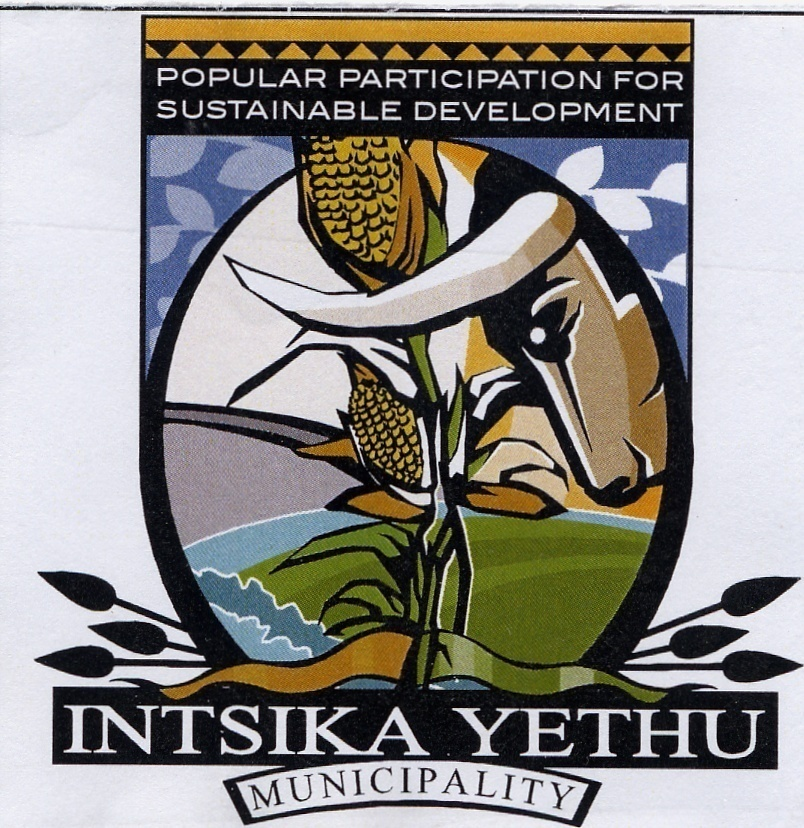 POPULAR PARTICIPATION FOR
SUSTAINABLE DEVELOPMENT
INTSIKA YETHU
MUNICIPALITY